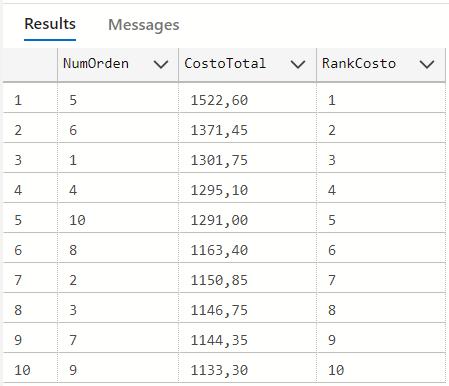 Results Messages
NumOrden CostoTotal RankCosto
1 5 1522,60 1
2 6 1371,45 2
3 1 1301,75 3
4 4 1295,10 4
5 10 1291,00 5
6 8 1163,40 6
7 2 1150,85 7
8 3 1146,75 8
9 7 1144,35 9
10 9 1133,30 10